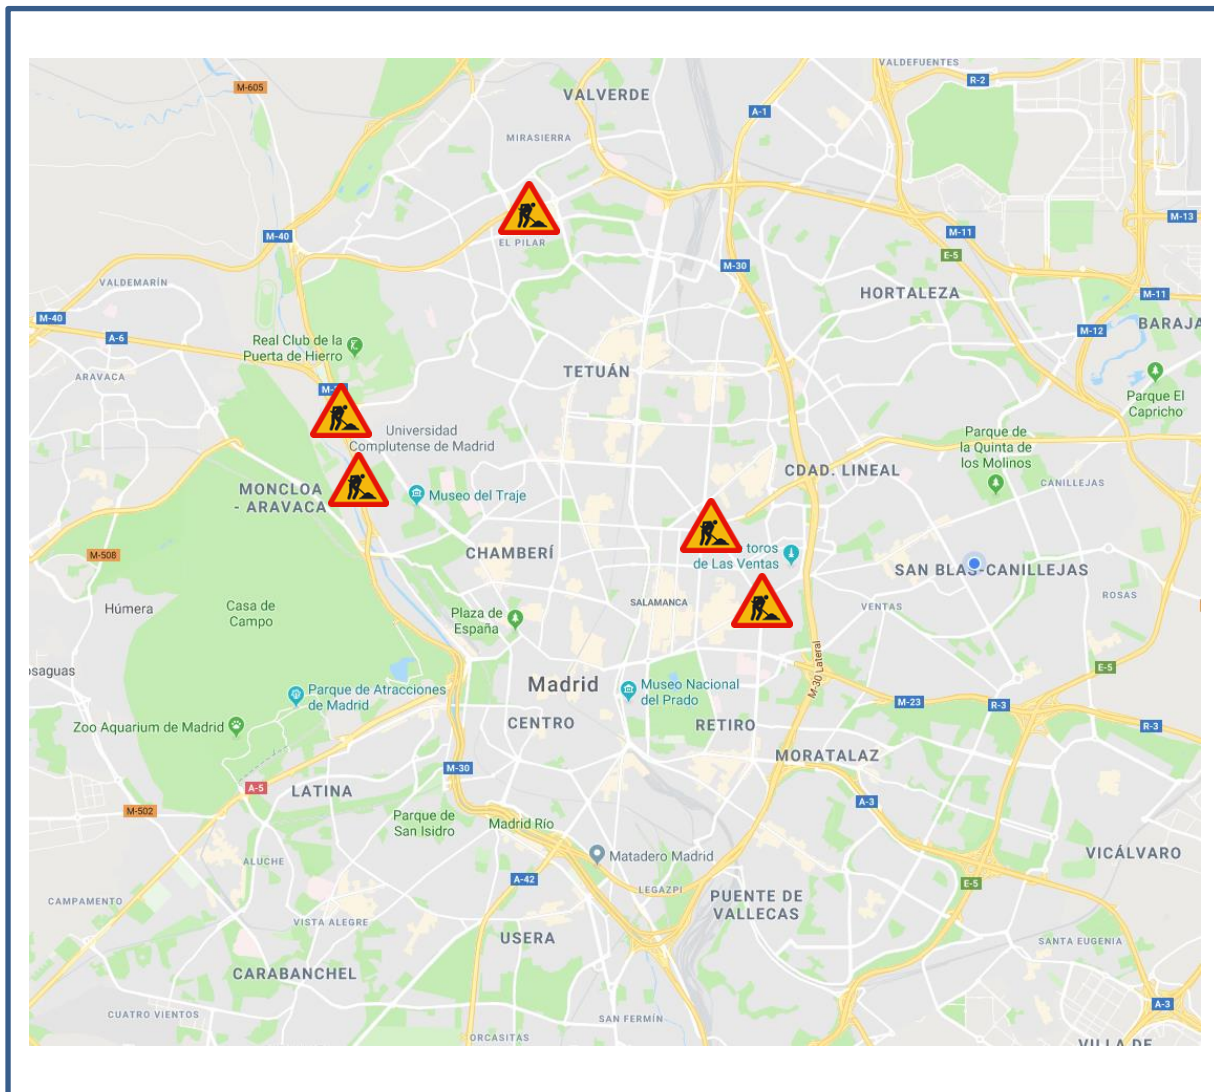 VALDEFUENTES
M-605
R-2
VALVERDE
A-1
MIRASIERRA
M-13
M-40
EL PILAR
M-11
E-5
M-30
VALDEMARÍN
HORTALEZA
M-11
M-40
BARAJA
M-12
A-6
Real Club de la
Puerta de Hierro
TETUÁN
ARAVACA
Parque El
Capricho
Universidad
Complutense de Madrid
Parque de
la Quinta de
los Molinos
CDAD. LINEAL
CANILLEJAS
MONCLOA
- ARAVACA
Museo del Traje
CHAMBERÍ
toros
de Las Ventas
M-508
SAN BLAS-CANILLEJAS
Húmera
Casa de
Campo
SALAMANCA
VENTAS
ROSAS
Plaza de
España
osaguas
M-30 Lateral
E-5
Madrid
Museo Nacional
del Prado
Parque de Atracciones
de Madrid
M-23
R-3
R-3
Zoo Aquarium de Madrid
CENTRO
RETIRO
MORATALAZ
M-30
A-5
LATINA
M-502
A-3
Parque de
San Isidro
Madrid Río
Matadero Madrid
VICÁLVARO
ALUCHE
A-42
LEGAZPI
E-5
CAMPAMENTO
PUENTE DE
VALLECAS
VISTA ALEGRE
USERA
SANTA EUGENIA
CARABANCHEL
A-3
CUATRO VIENTOS
SAN FERMÍN
ORCASITAS
VILLA DE